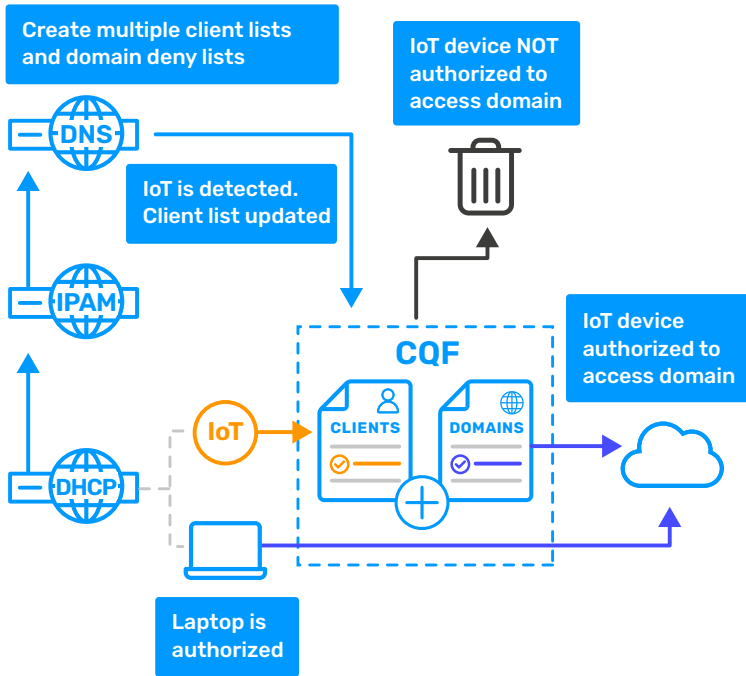 Create multiple client lists
and domain deny lists
IoT device NOT
authorized to
access domain
DNS
IoT is detected.
Client list updated
IPAM
IoT device
authorized to
access domain
CQF
IoT
CLIENTS
DOMAINS
DHCP
Laptop is
authorized